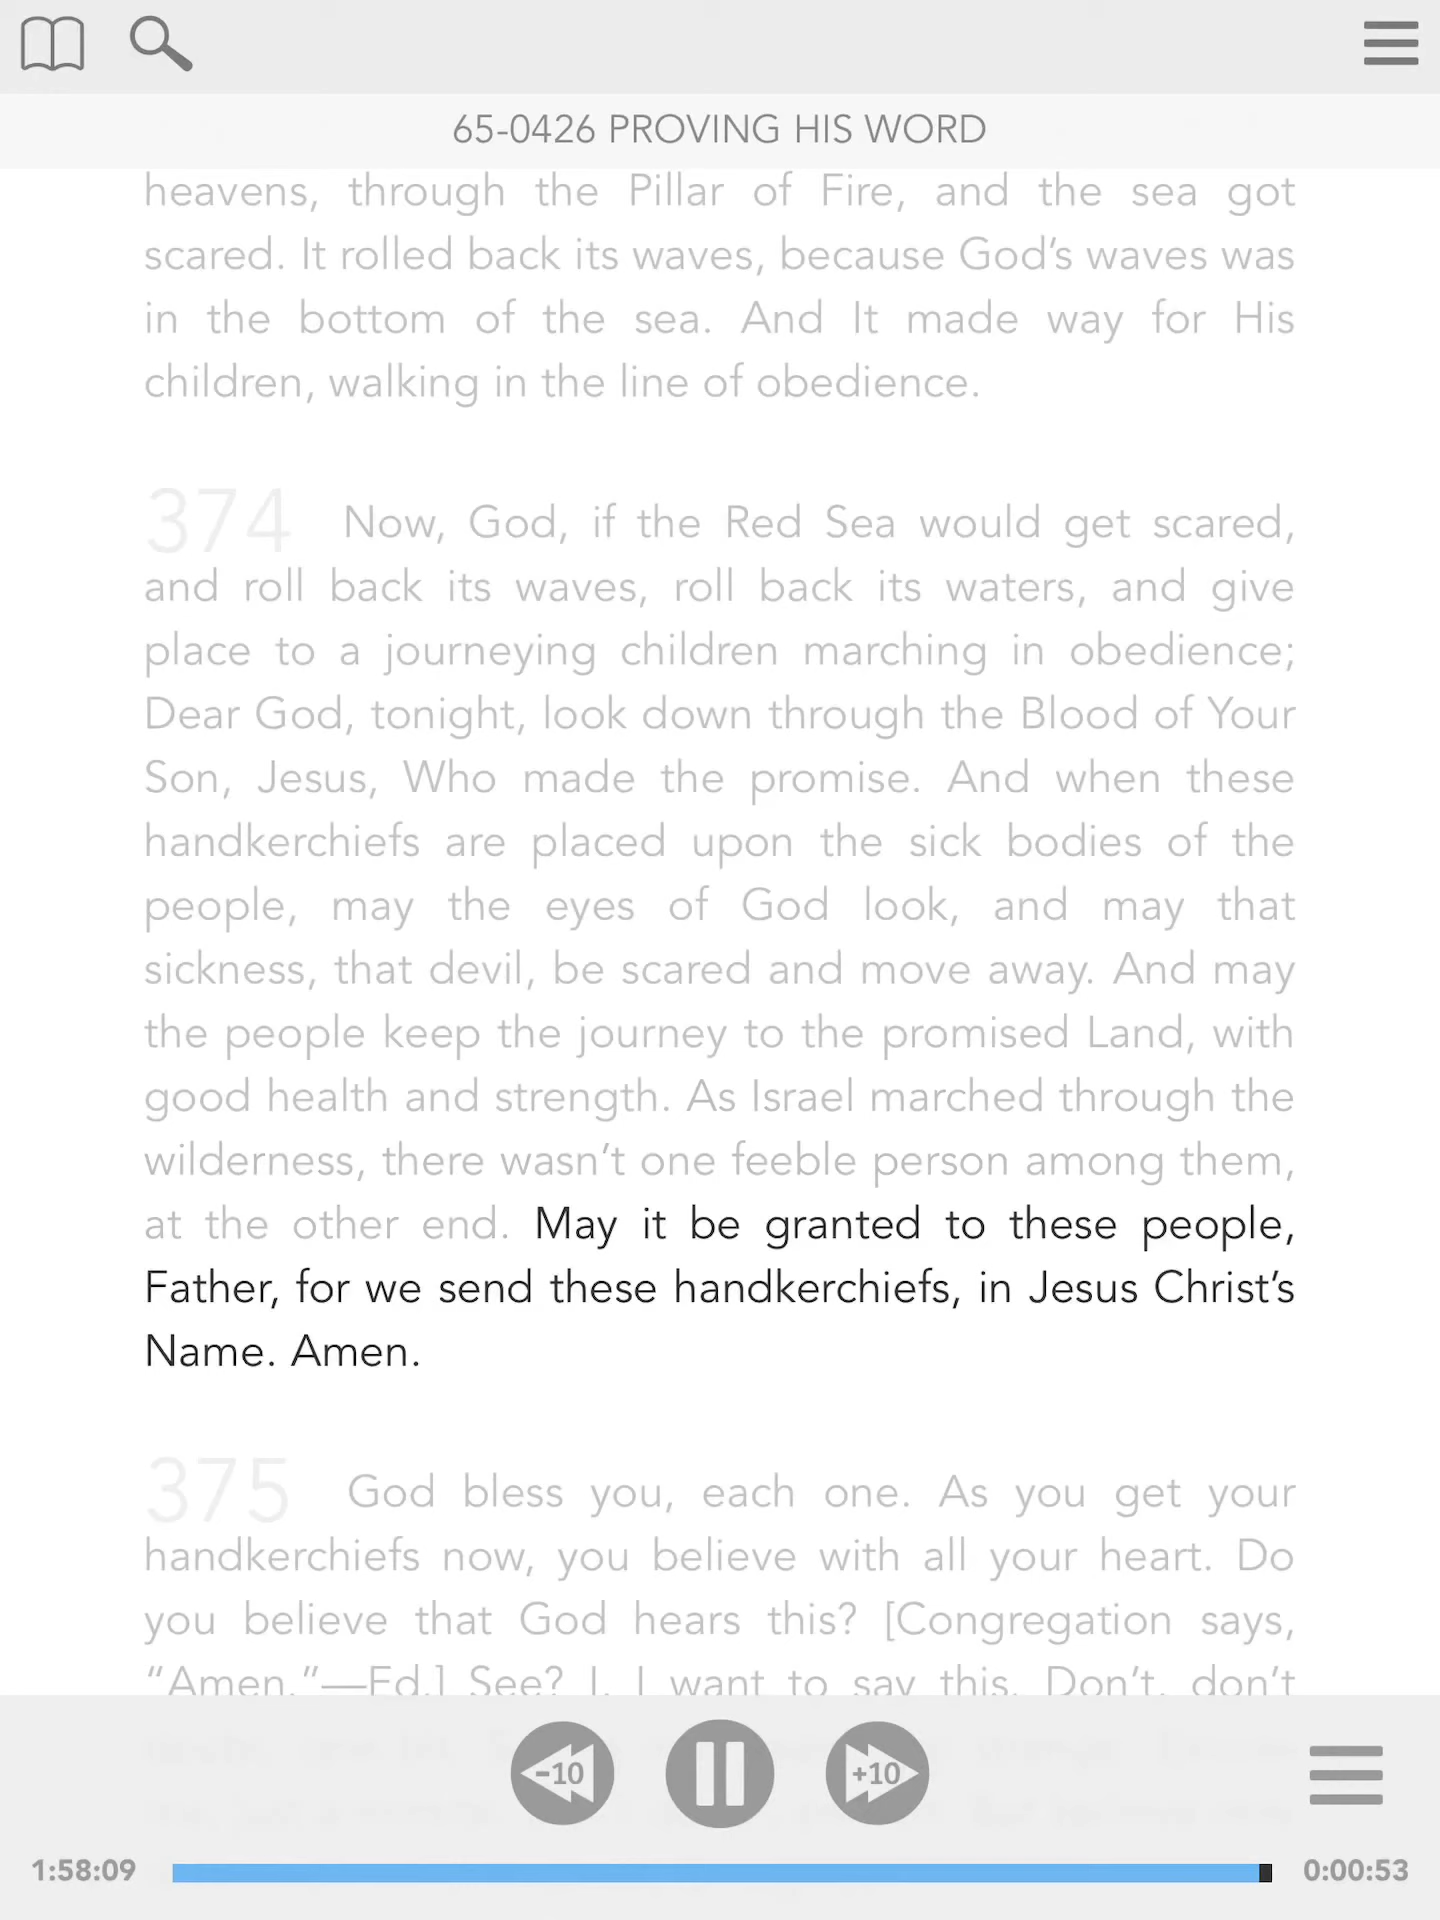 65-0426 PROVING HIS WORD
heavens, through the Pillar of Fire, and the sea got
scared. It rolled back its waves, because God’s waves was
in the bottom of the sea. And It made way for His
children, walking in the line of obedience.
374 Now, God, if the Red Sea would get scared,
and roll back its waves, roll back its waters, and give
place to a journeying children marching in obedience;
Dear God, tonight, look down through the Blood of Your
Son, Jesus, Who made the promise. And when these
handkerchiefs are placed upon the sick bodies of the
people, may the eyes of God look, and may that
sickness, that devil, be scared and move away. And may
the people keep the journey to the promised Land, with
good health and strength. As Israel marched through the
wilderness, there wasn’t one feeble person among them,
at the other end. May it be granted to these people,
Father, for we send these handkerchiefs, in Jesus Christ’s
Name. Amen.
375 God bless you, each one. As you get your
handkerchiefs now, you believe with all your heart. Do
you believe that God hears this? [Congregation says,
“Amen.”—Ed.] See? I, I want to say this. Don’t, don’t
-10 +10
1:58:09 0:00:53